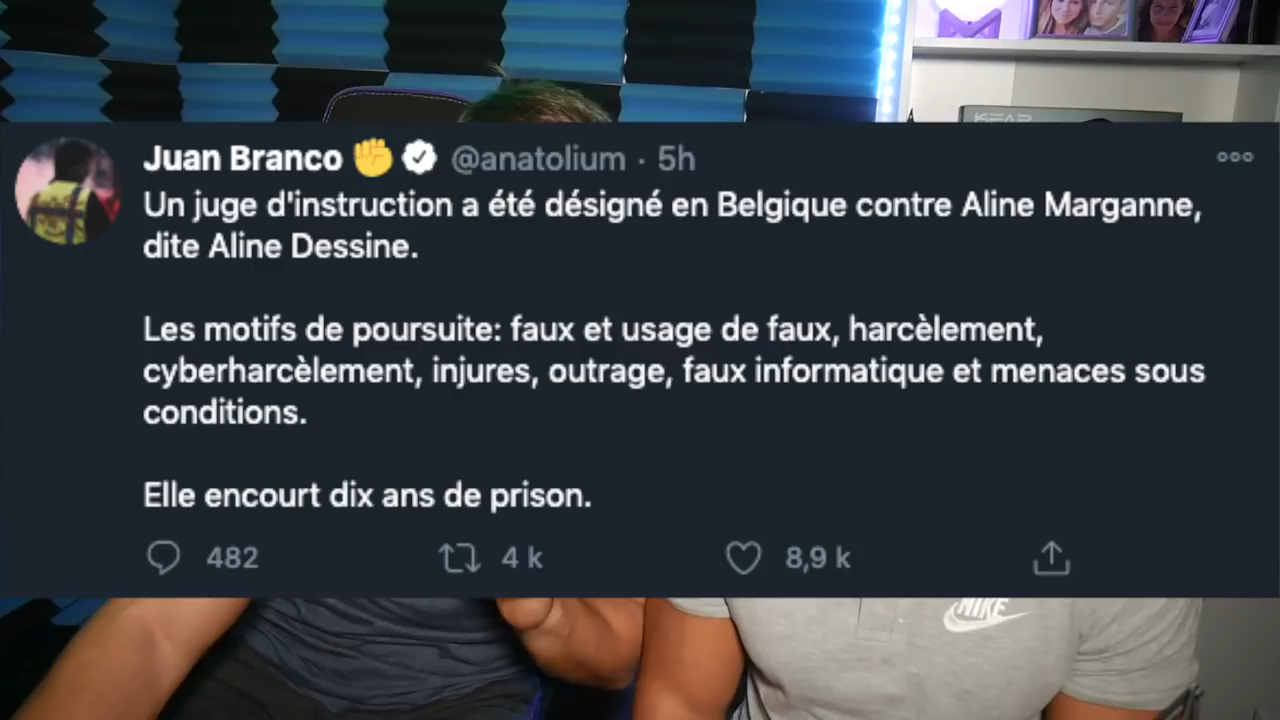 KEAR
Juan Branco ✊ @anatolium · 5h
Un juge d'instruction a été désigné en Belgique contre Aline Marganne,
dite Aline Dessine.
Les motifs de poursuite: faux et usage de faux, harcèlement,
cyberharcèlement, injures, outrage, faux informatique et menaces sous
conditions.
Elle encourt dix ans de prison.
482 4 k 8,9 k
NIKE